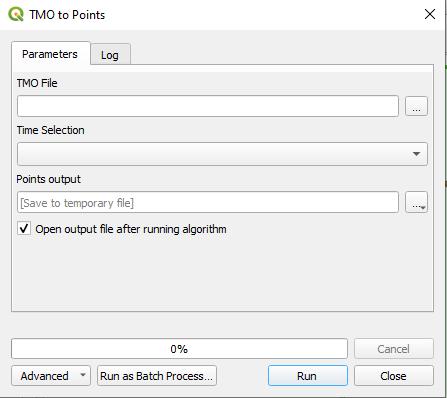 TMO to Points
Parameters Log
TMO File
...
Time Selection
Points output
[Save to temporary file] ...
Open output file after running algorithm
0% Cancel
Advanced Run as Batch Process... Run Close